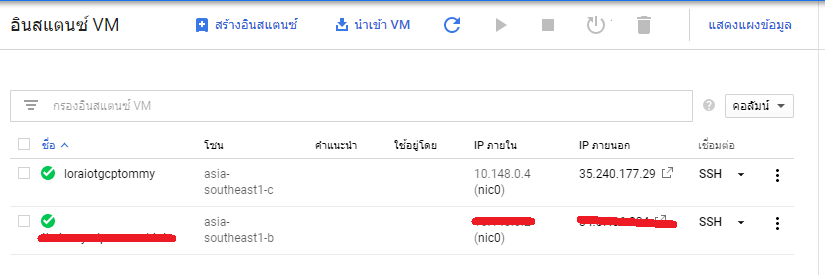 อินสแตนซ์ VM สร้างอินสแตนซ์ นำเข้า VM แสดงแผงข้อมูล
กรองอินสแตนซ์ VM คอลัมน์
ชื่อ โซน คำแนะนำ ใช้อยู่โดย IP ภายใน IP ภายนอก เชื่อมต่อ
loraiotgcptommy asia- 10.148.0.4 35.240.177.29 SSH
southeast1-c (nic0)
asia- SSH
southeast1-b (nic0)